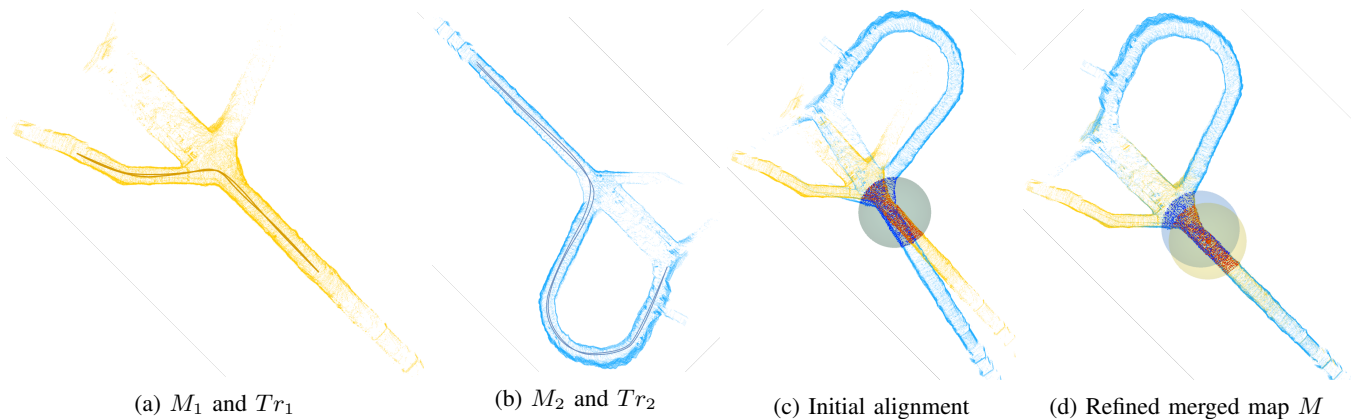 (a) M₁ and Tr₁
(b) M₂ and Tr₂
(c) Initial alignment
(d) Refined merged map M